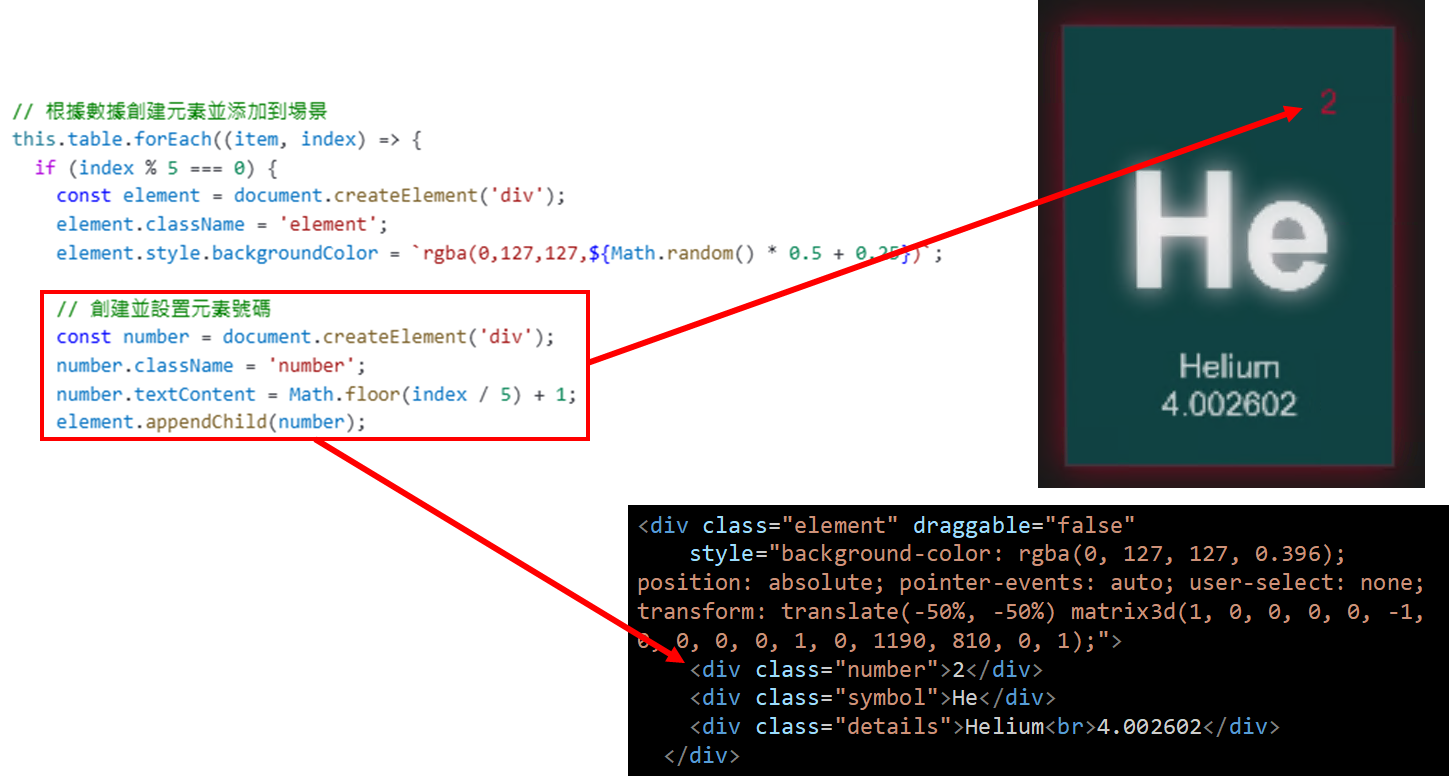 // 根據數據創建元素並添加到場景
this.table.forEach((item, index) => {
if (index % 5 === 0) {
const element = document.createElement('div');
element.className = 'element';
element.style.backgroundColor = `rgba(0,127,127,${Math.random() * 0.5 + 0.25})`;
// 創建並設置元素號碼
const number = document.createElement('div');
number.className = 'number';
number.textContent = Math.floor(index / 5) + 1;
element.appendChild(number);
2
He
Helium
4.002602
<div class="element" draggable="false"
style="background-color: rgba(0, 127, 127, 0.396);
position: absolute; pointer-events: auto; user-select: none;
transform: translate(-50%, -50%) matrix3d(1, 0, 0, 0, 0, -1,
0, 0, 0, 0, 1, 0, 1190, 810, 0, 1);">
<div class="number">2</div>
<div class="symbol">He</div>
<div class="details">Helium<br>4.002602</div>
</div>